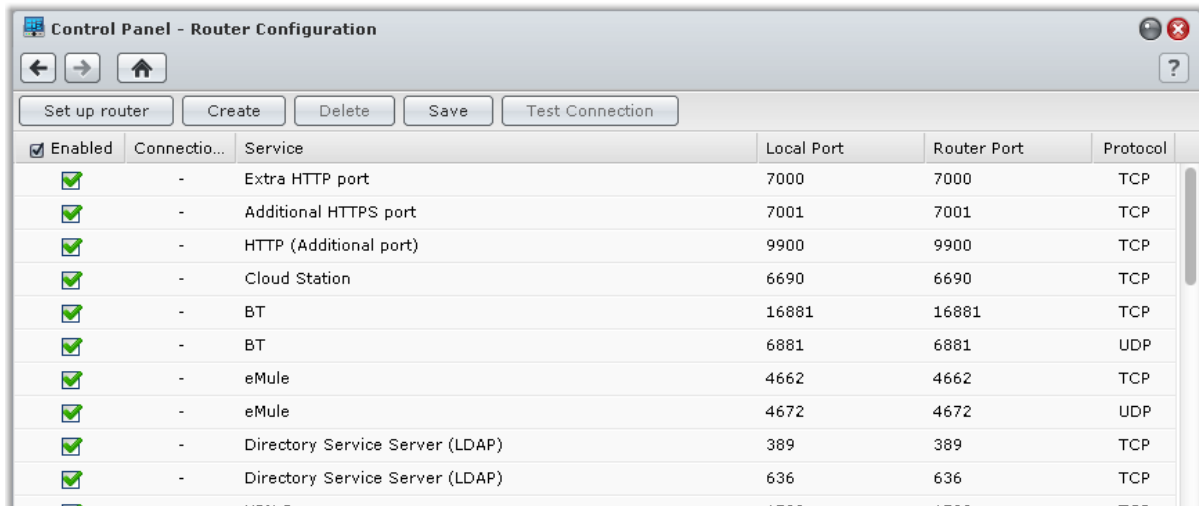 Control Panel - Router Configuration
?
Set up router Create Delete Save Test Connection
Enabled Connectio... Service Local Port Router Port Protocol
- Extra HTTP port 7000 7000 TCP
- Additional HTTPS port 7001 7001 TCP
- HTTP (Additional port) 9900 9900 TCP
- Cloud Station 6690 6690 TCP
- BT 16881 16881 TCP
- BT 6881 6881 UDP
- eMule 4662 4662 TCP
- eMule 4672 4672 UDP
- Directory Service Server (LDAP) 389 389 TCP
- Directory Service Server (LDAP) 636 636 TCP